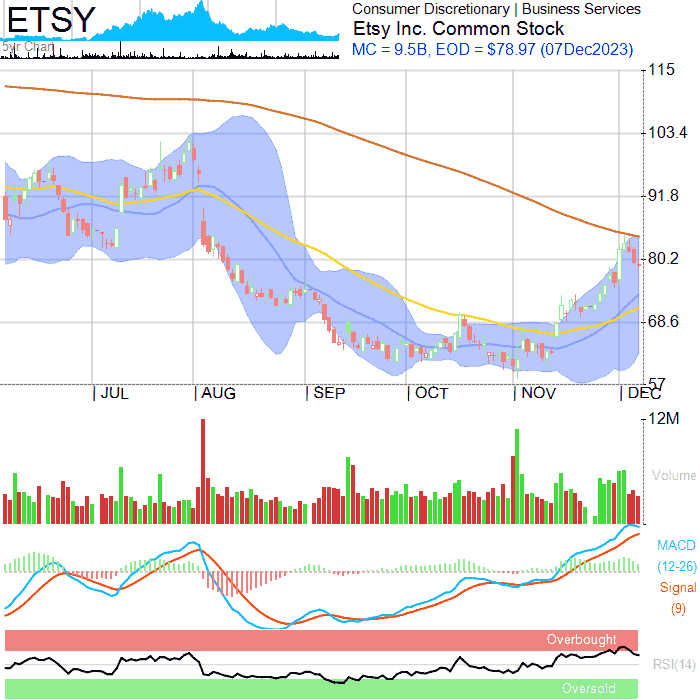 ETSY
5yr Chart
Consumer Discretionary | Business Services
Etsy Inc. Common Stock
MC = 9.5B, EOD = $78.97 (07Dec2023)
115
103.4
91.8
80.2
68.6
57
JUL AUG SEP OCT NOV DEC
12M
Volume
MACD
(12-26)
Signal
(9)
Overbought
RSI(14)
Oversold